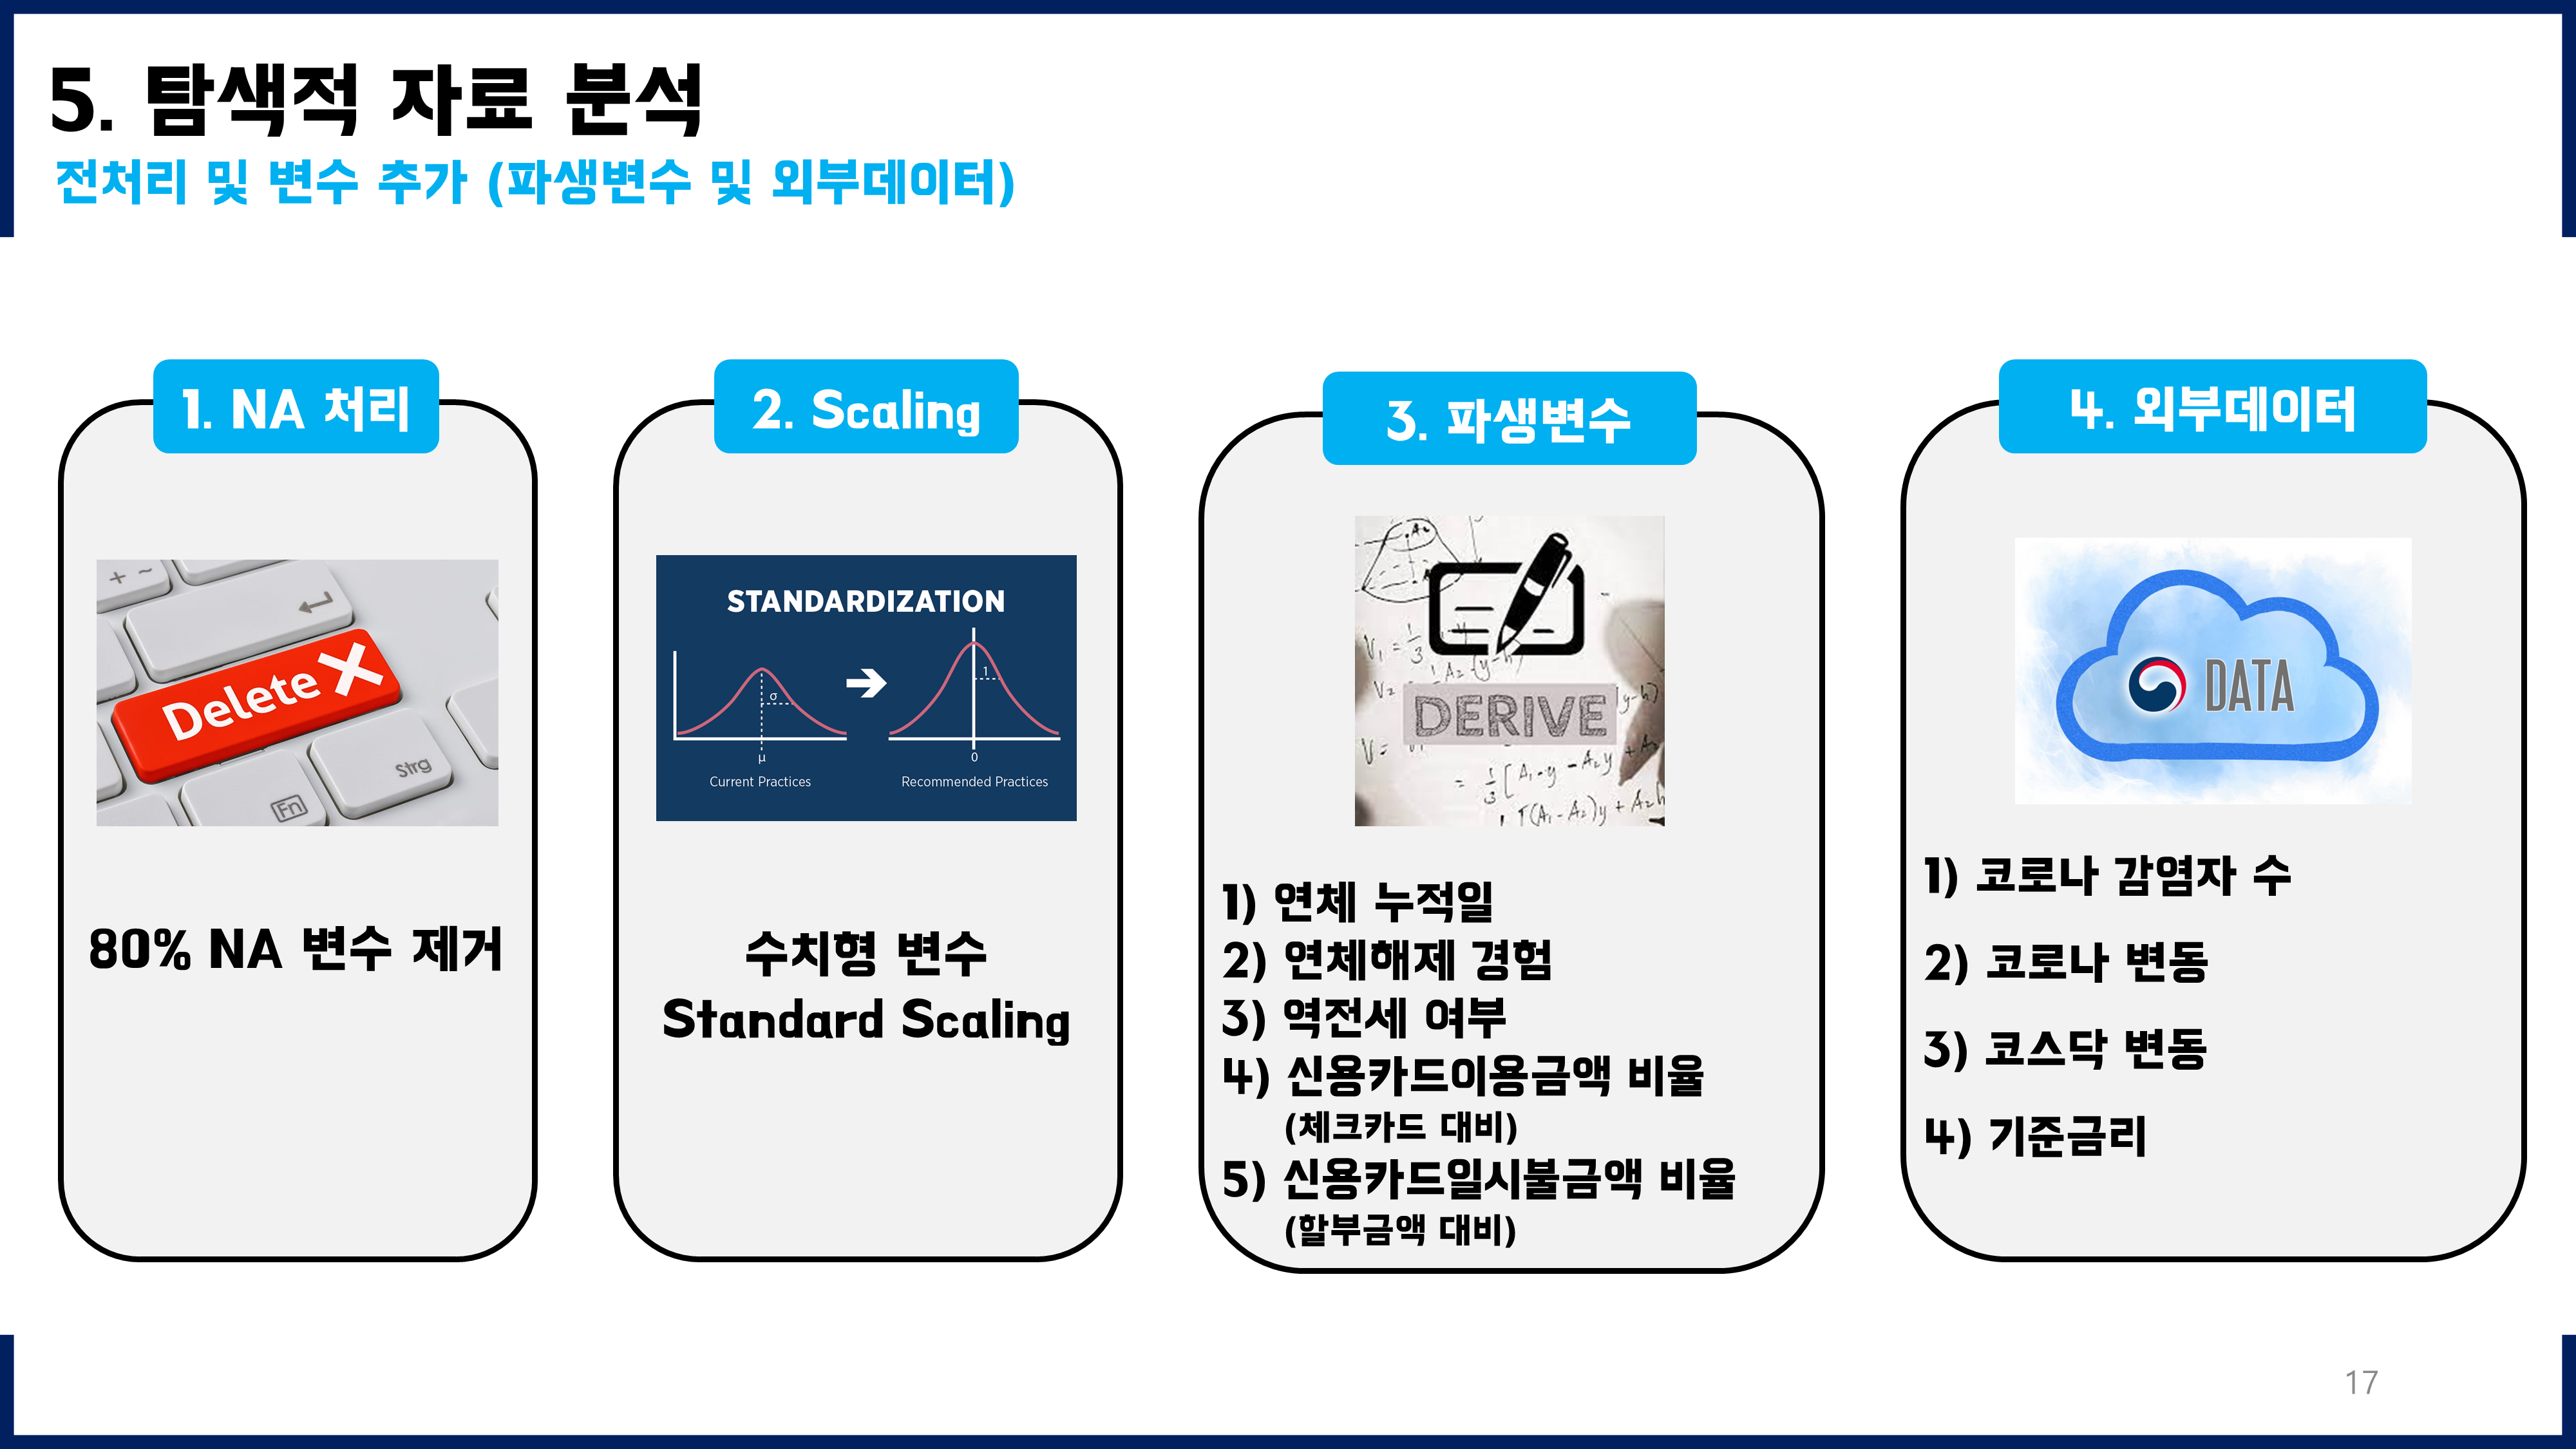 5. 탐색적 자료 분석
전처리 및 변수 추가 (파생변수 및 외부데이터)
1. NA 처리
Delete
Strg
Fn
80% NA 변수 제거
2. Scaling
STANDARDIZATION
σ
1
μ
0
Current Practices
Recommended Practices
수치형 변수
Standard Scaling
3. 파생변수
DERIVE
1) 연체 누적일
2) 연체해제 경험
3) 역전세 여부
4) 신용카드이용금액 비율
(체크카드 대비)
5) 신용카드일시불금액 비율
(할부금액 대비)
4. 외부데이터
DATA
1) 코로나 감염자 수
2) 코로나 변동
3) 코스닥 변동
4) 기준금리
17